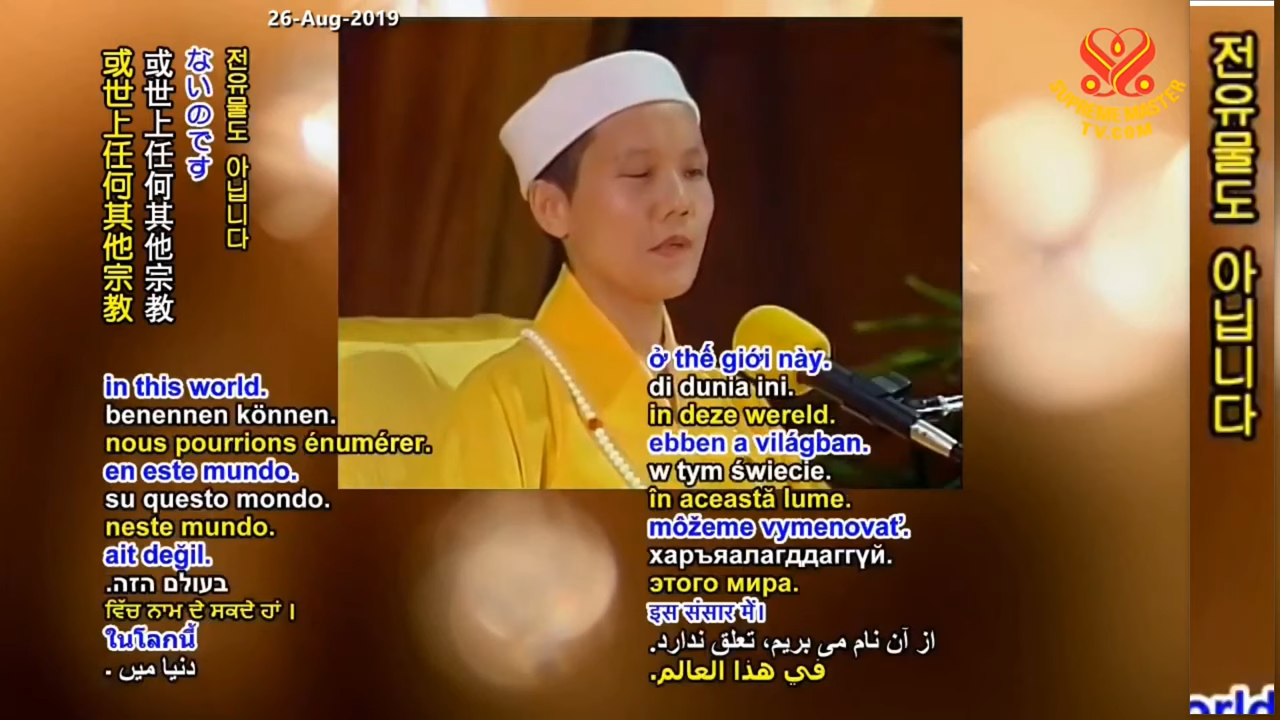 26-Aug-2019
SUPREME MASTER
TV.COM
전유물도 아닙니다
ないのです
或世上任何其他宗教
或世上任何其他宗教
in this world.
benennen können.
nous pourrions énumérer.
en este mundo.
su questo mondo.
neste mundo.
ait değil.
בעולם הזה.
ਵਿੱਚ ਨਾਮ ਦੇ ਸਕਦੇ ਹਾਂ।
ในโลกนี้
دنیا میں ۔
ở thế giới này.
di dunia ini.
in deze wereld.
ebben a világban.
w tym świecie.
în această lume.
môžeme vymenovať.
харъяалагддаггүй.
этого мира.
इस संसार में।
از آن نام می بریم، تعلق ندارد.
في هذا العالم.
전유물도 아닙니다
orld